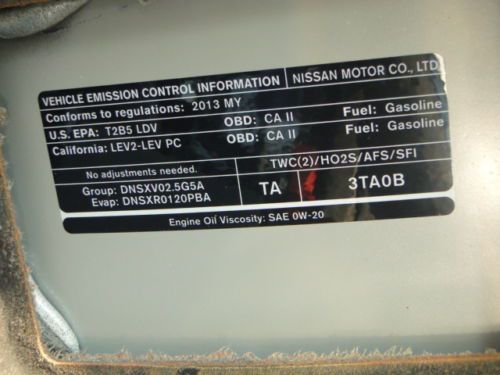 VEHICLE EMISSION CONTROL INFORMATION NISSAN MOTOR CO., LTD.
Conforms to regulations: 2013 MY
U.S. EPA: T2B5 LDV OBD: CA II Fuel: Gasoline
California: LEV2-LEV PC OBD: CA II Fuel: Gasoline
No adjustments needed. TWC(2)/HO2S/AFS/SFI
Group: DNSXV02.5G5A
Evap: DNSXR0120PBA
TA 3TA0B
Engine Oil Viscosity: SAE 0W-20